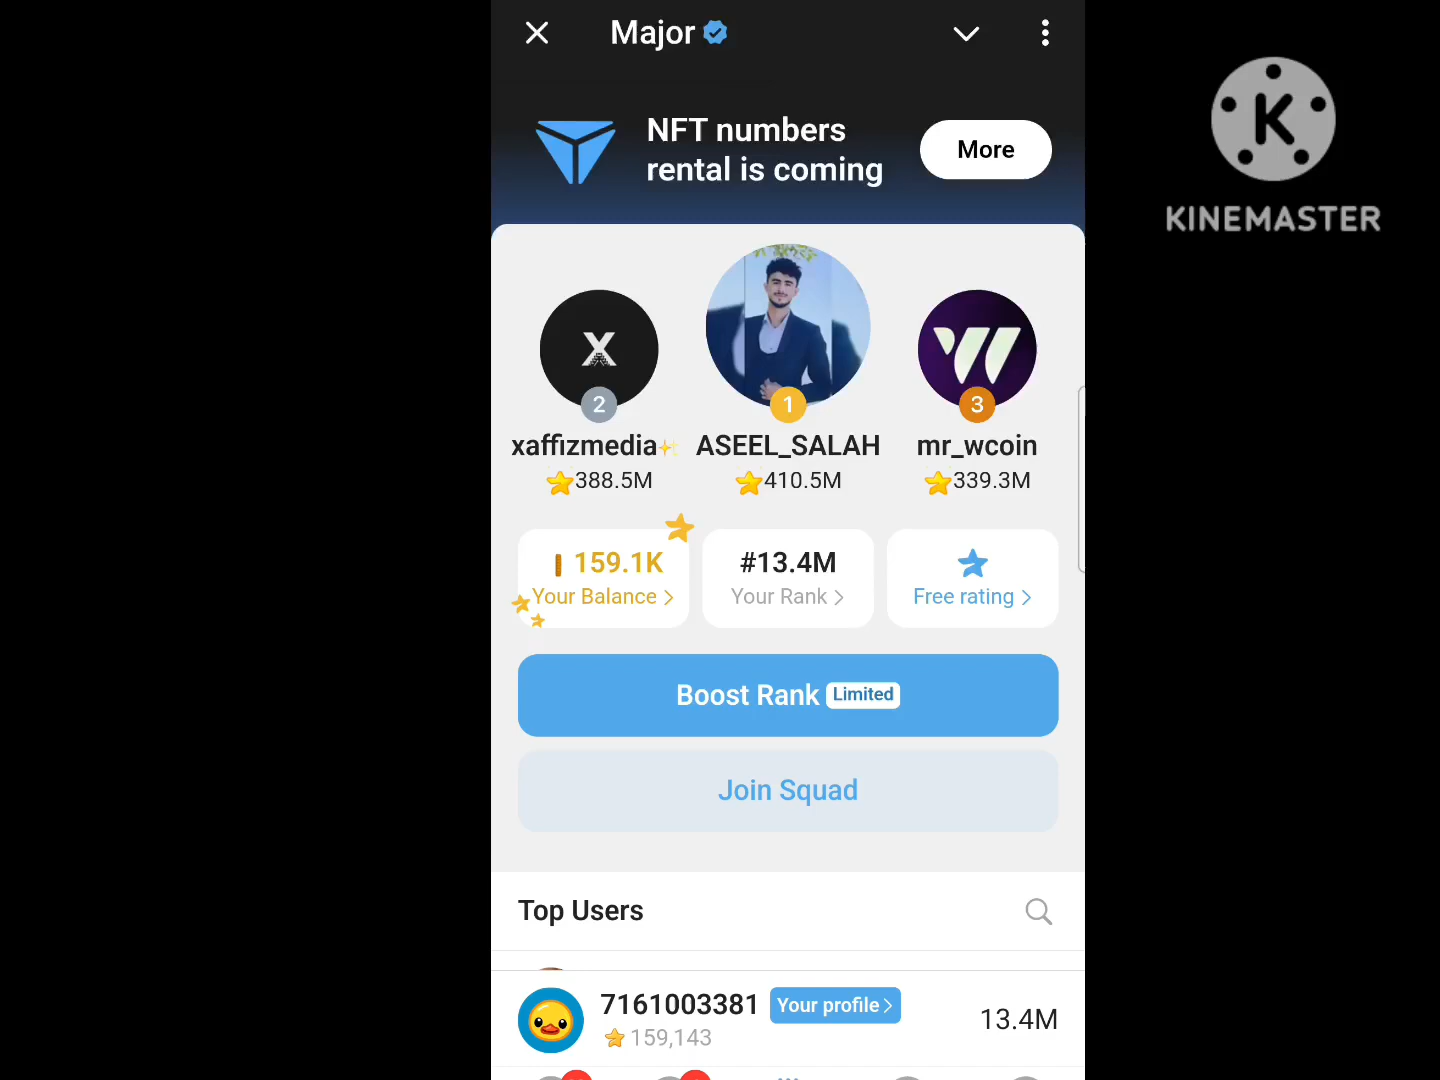 Major
NFT numbers
rental is coming
More
K
KINEMASTER
X
W
2
1
3
xaffizmedia✨
ASEEL_SALAH
mr_wcoin
388.5M
410.5M
339.3M
159.1K
Your Balance >
#13.4M
Your Rank >
Free rating >
Boost Rank Limited
Join Squad
Top Users
7161003381 Your profile >
159,143
13.4M